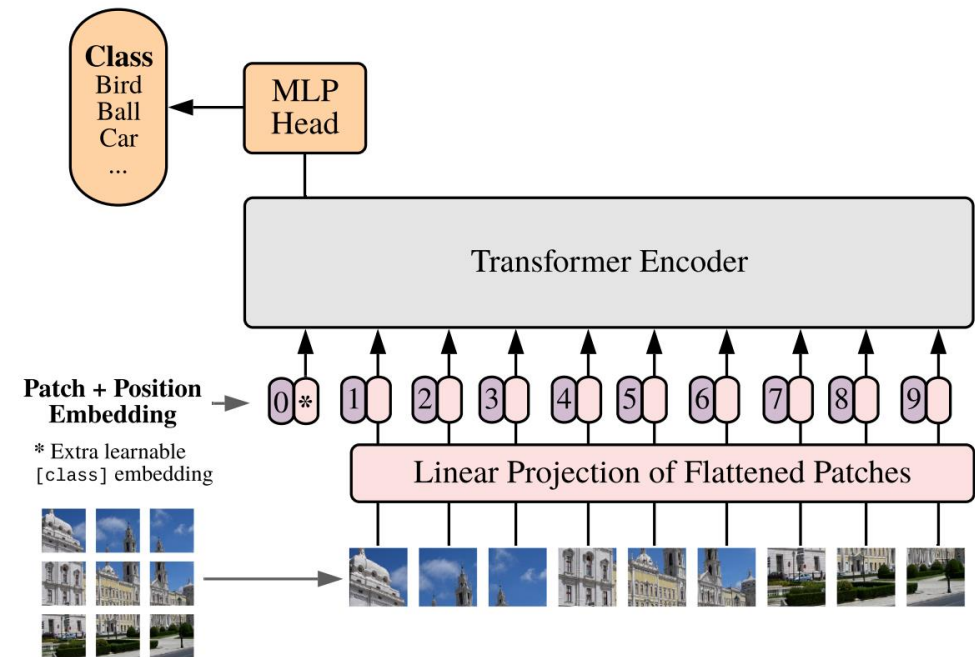 Class
Bird
Ball
Car
...
MLP
Head
Transformer Encoder
Patch + Position
Embedding
0 * 1 2 3 4 5 6 7 8 9
* Extra learnable
[class] embedding
Linear Projection of Flattened Patches